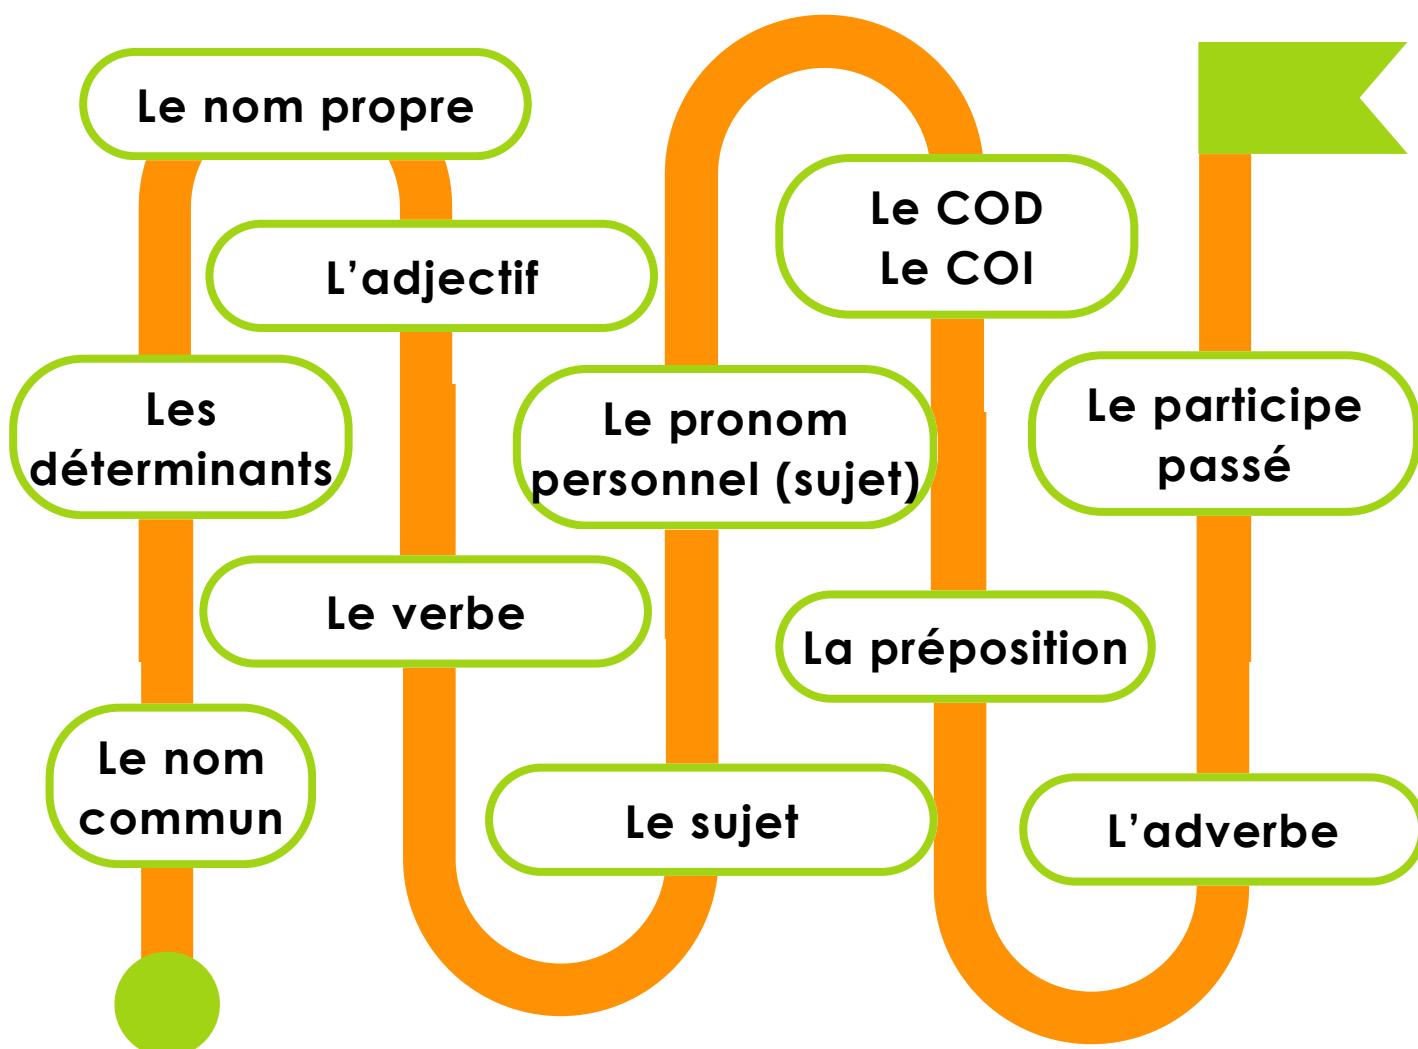 Le nom propre
L'adjectif
Les
déterminants
Le verbe
Le nom
commun
Le COD
Le COI
Le pronom
personnel (sujet)
Le participe
passé
La préposition
Le sujet
L'adverbe